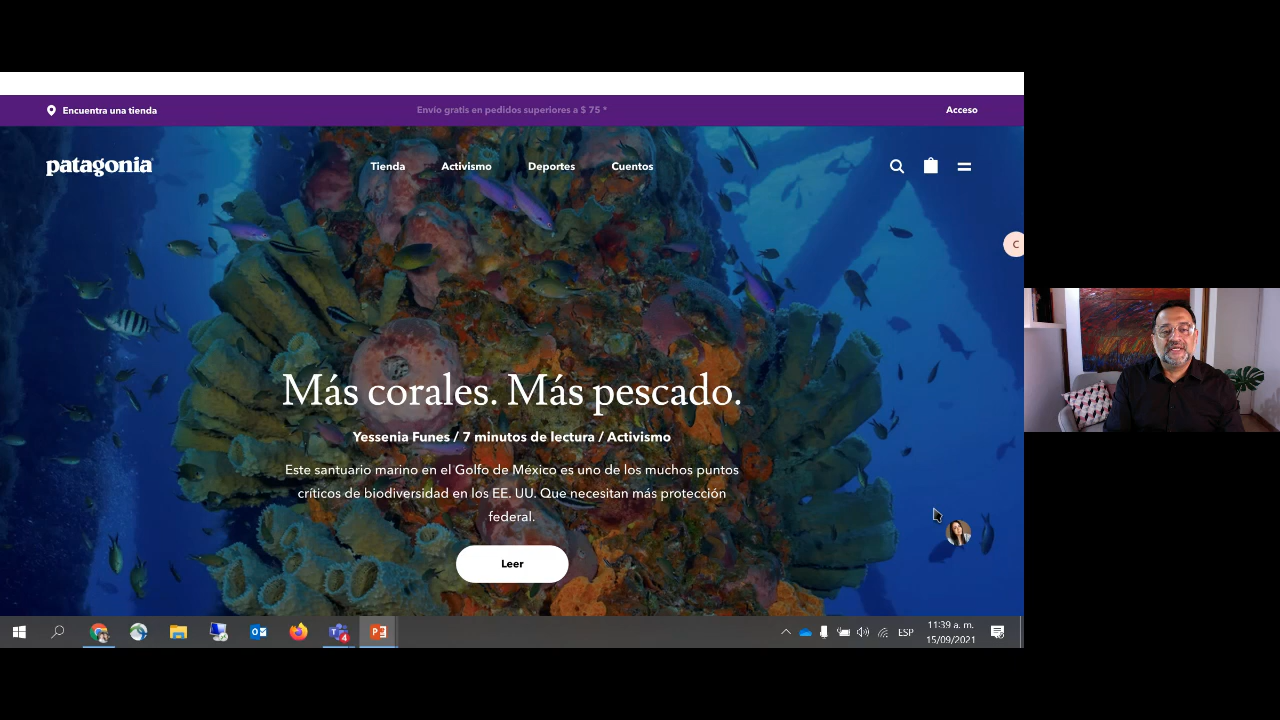 Encuentra una tienda
Envío gratis en pedidos superiores a $ 75 *
Acceso
patagonia
Tienda
Activismo
Deportes
Cuentos
C
Más corales. Más pescado.
Yessenia Funes / 7 minutos de lectura / Activismo
Este santuario marino en el Golfo de México es uno de los muchos puntos
críticos de biodiversidad en los EE. UU. Que necesitan más protección
federal.
Leer
4
ESP
11:39 a. m.
15/09/2021